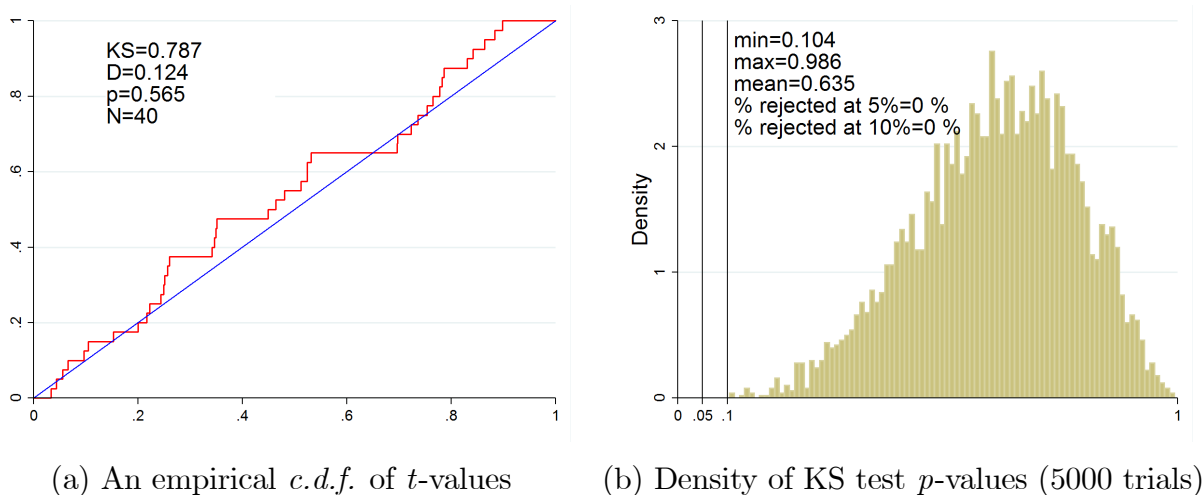 KS=0.787
D=0.124
p=0.565
N=40
1
.8
.6
.4
.2
0
0 .2 .4 .6 .8 1
(a) An empirical c.d.f. of t-values
min=0.104
max=0.986
mean=0.635
% rejected at 5%=0 %
% rejected at 10%=0 %
Density
3
2
1
0
0 .05 .1 1
(b) Density of KS test p-values (5000 trials)